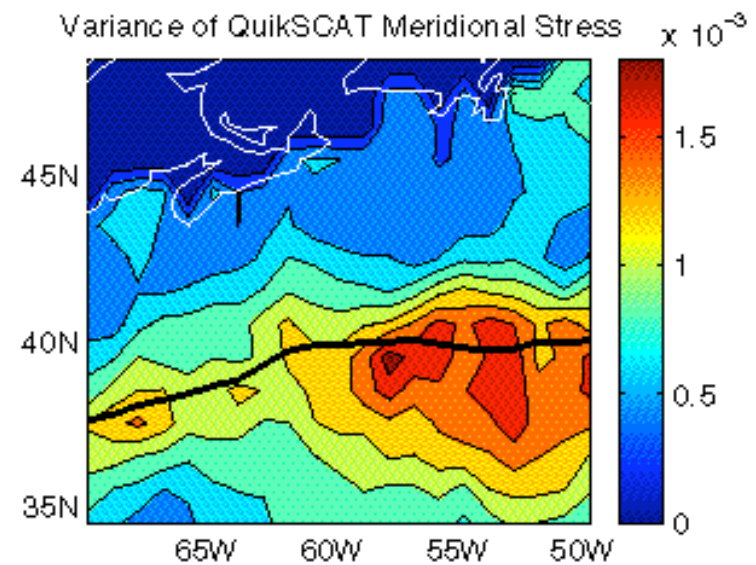 Variance of QuikSCAT Meridional Stress
x 10⁻³
45N
40N
35N
65W 60W 55W 50W
1.5
1
0.5
0